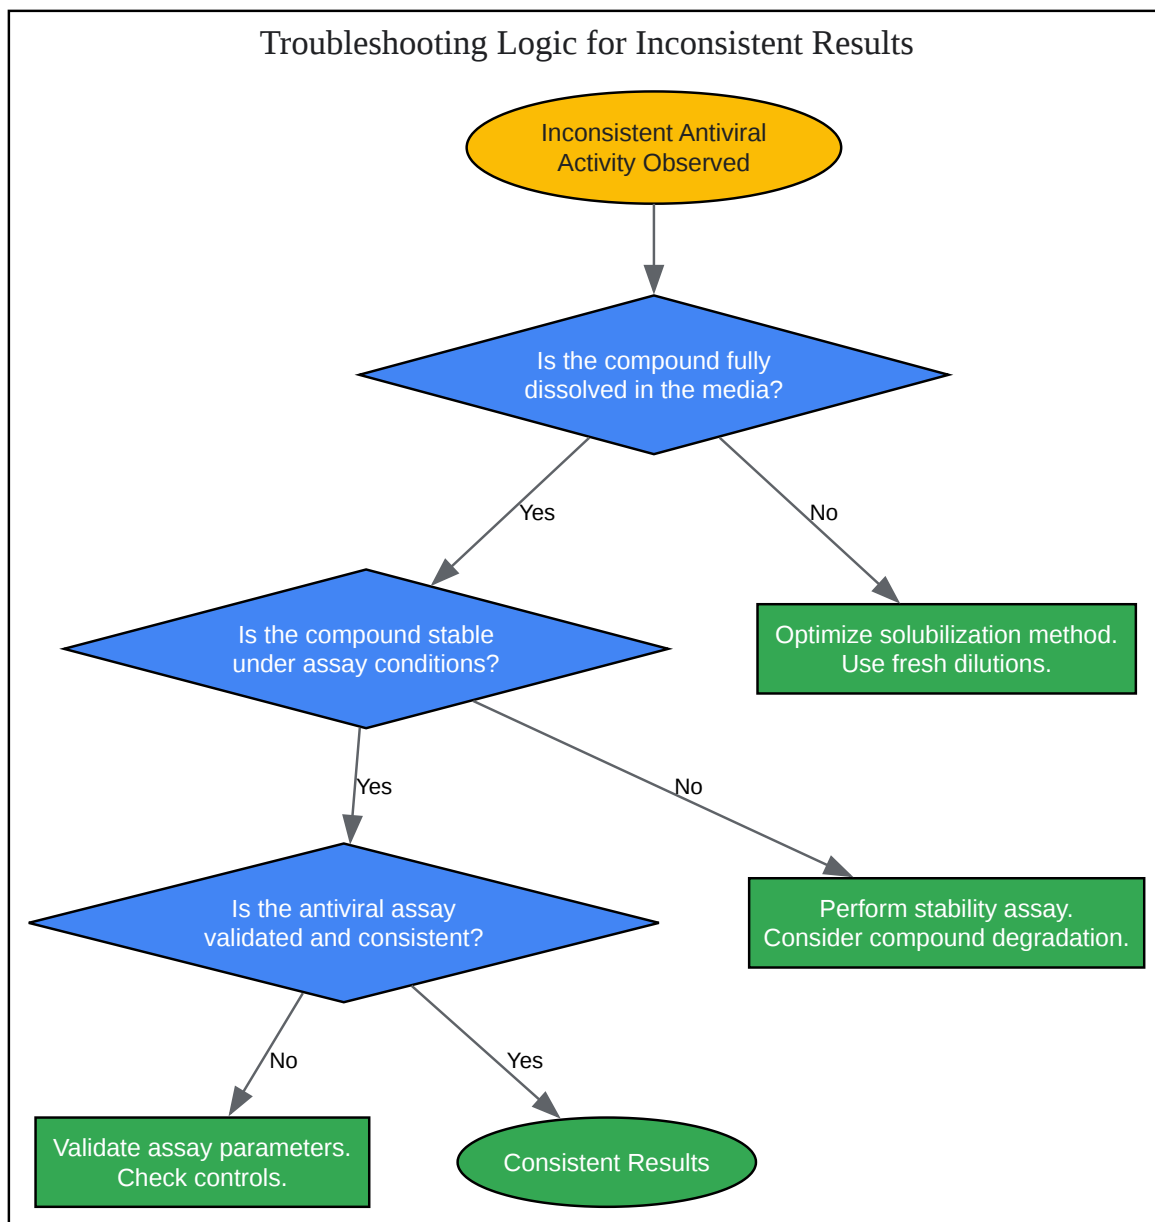 Troubleshooting Logic for Inconsistent Results
Inconsistent Antiviral
Activity Observed
Is the compound fully
dissolved in the media?
Yes
No
Is the compound stable
under assay conditions?
Optimize solubilization method.
Use fresh dilutions.
Yes
No
Is the antiviral assay
validated and consistent?
Perform stability assay.
Consider compound degradation.
No
Yes
Validate assay parameters.
Check controls.
Consistent Results